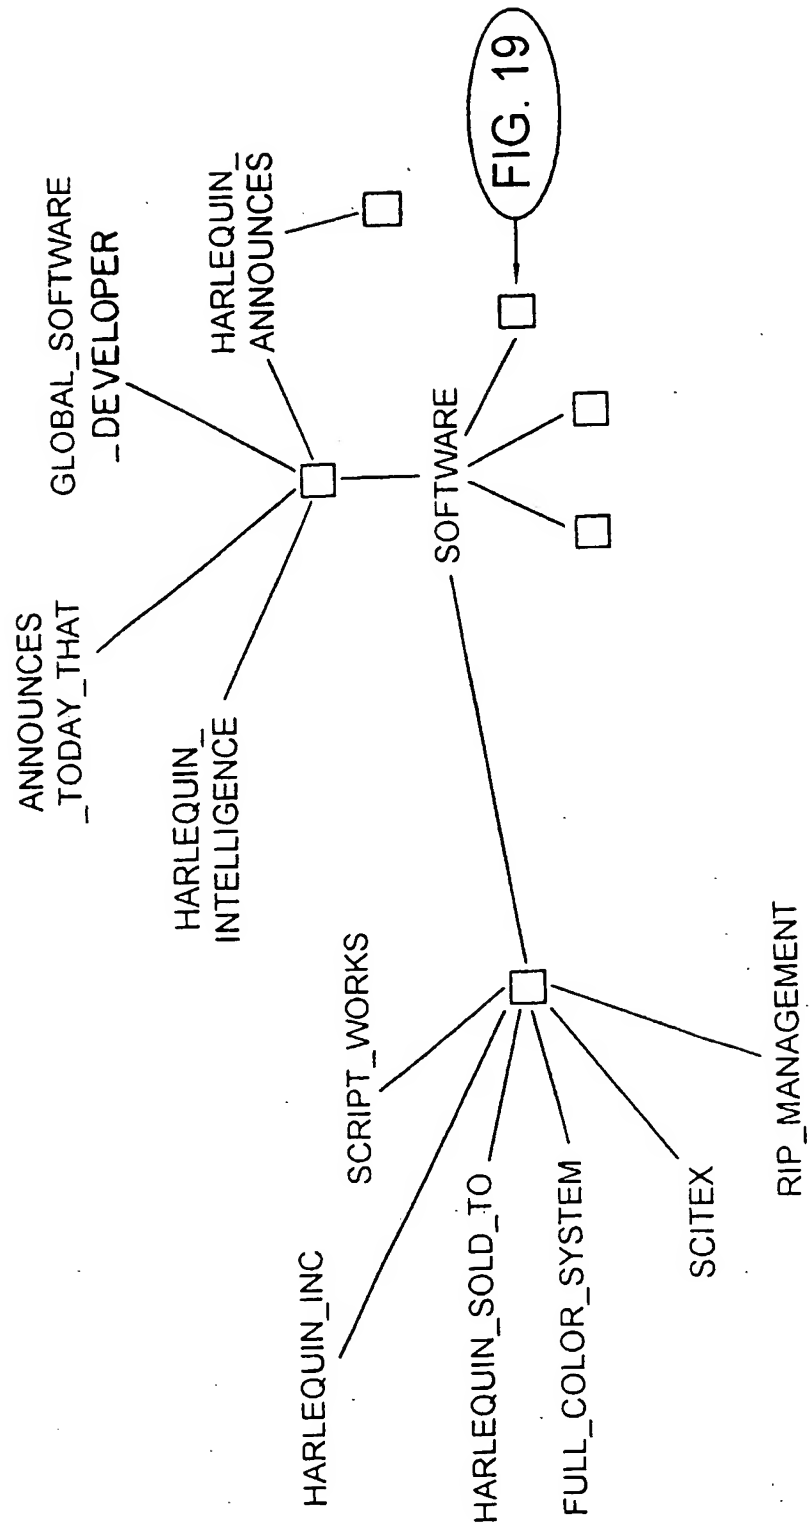 ANNOUNCES
_TODAY_THAT
GLOBAL_SOFTWARE
_DEVELOPER
HARLEQUIN_
INTELLIGENCE
HARLEQUIN_
ANNOUNCES
SCRIPT_WORKS
HARLEQUIN_INC
SOFTWARE
HARLEQUIN_SOLD_TO
FULL_COLOR_SYSTEM
SCITEX
RIP_MANAGEMENT
FIG. 19